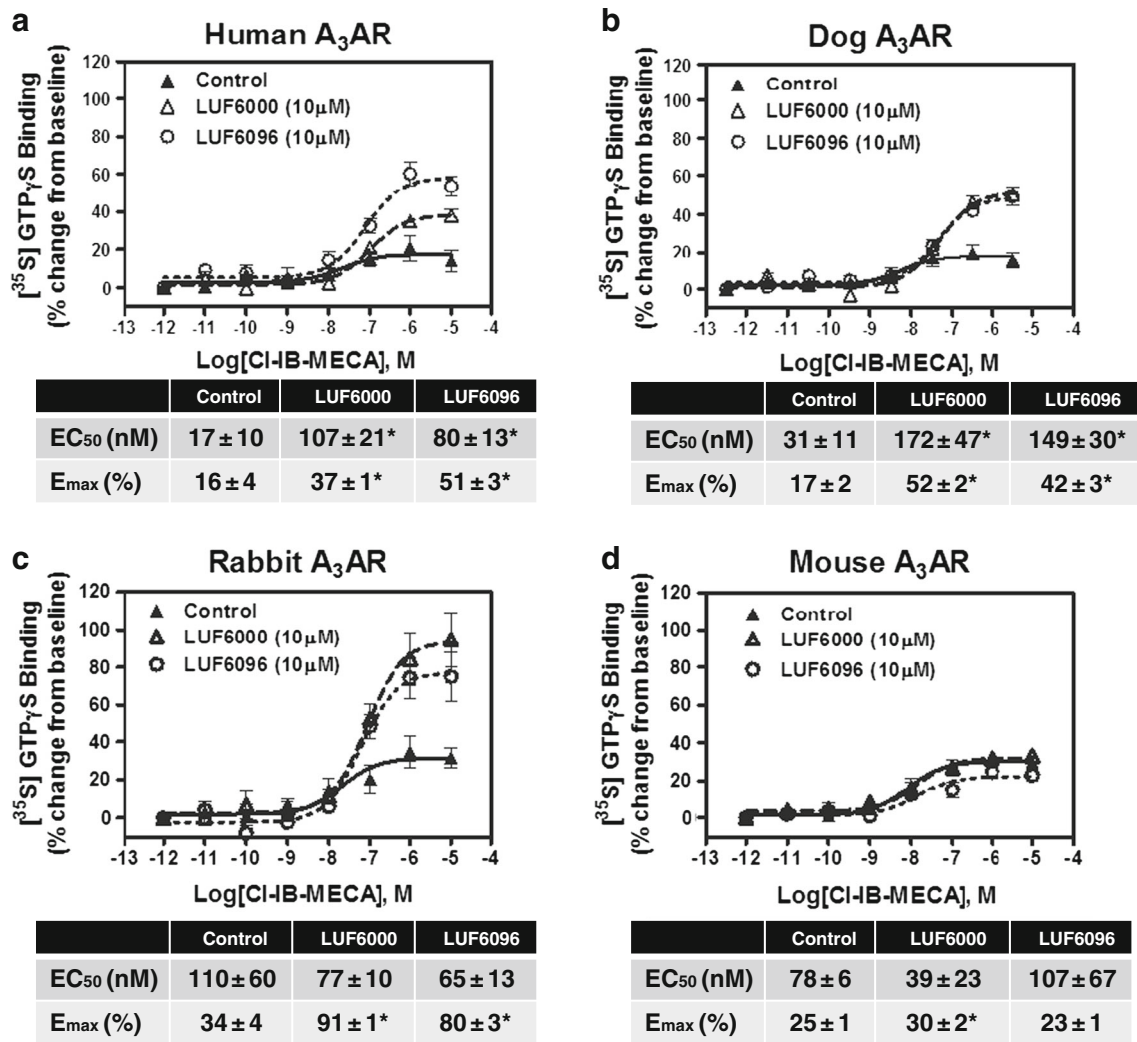 a
Human A₃AR
[³⁵S] GTPγS Binding
(% change from baseline)
120
100
80
60
40
20
0
Control
LUF6000 (10μM)
LUF6096 (10μM)
-13 -12 -11 -10 -9 -8 -7 -6 -5 -4
Log[Cl-IB-MECA], M
Control LUF6000 LUF6096
EC₅₀ (nM) 17 ± 10 107 ± 21* 80 ± 13*
Emax (%) 16 ± 4 37 ± 1* 51 ± 3*
b
Dog A₃AR
[³⁵S] GTPγS Binding
(% change from baseline)
120
100
80
60
40
20
0
Control
LUF6000 (10μM)
LUF6096 (10μM)
-13 -12 -11 -10 -9 -8 -7 -6 -5 -4
Log[Cl-IB-MECA], M
Control LUF6000 LUF6096
EC₅₀ (nM) 31 ± 11 172 ± 47* 149 ± 30*
Emax (%) 17 ± 2 52 ± 2* 42 ± 3*
c
Rabbit A₃AR
[³⁵S] GTPγS Binding
(% change from baseline)
120
100
80
60
40
20
0
Control
LUF6000 (10μM)
LUF6096 (10μM)
-13 -12 -11 -10 -9 -8 -7 -6 -5 -4
Log[Cl-IB-MECA], M
Control LUF6000 LUF6096
EC₅₀ (nM) 110 ± 60 77 ± 10 65 ± 13
Emax (%) 34 ± 4 91 ± 1* 80 ± 3*
d
Mouse A₃AR
[³⁵S] GTPγS Binding
(% change from baseline)
120
100
80
60
40
20
0
Control
LUF6000 (10μM)
LUF6096 (10μM)
-13 -12 -11 -10 -9 -8 -7 -6 -5 -4
Log[Cl-IB-MECA], M
Control LUF6000 LUF6096
EC₅₀ (nM) 78 ± 6 39 ± 23 107 ± 67
Emax (%) 25 ± 1 30 ± 2* 23 ± 1